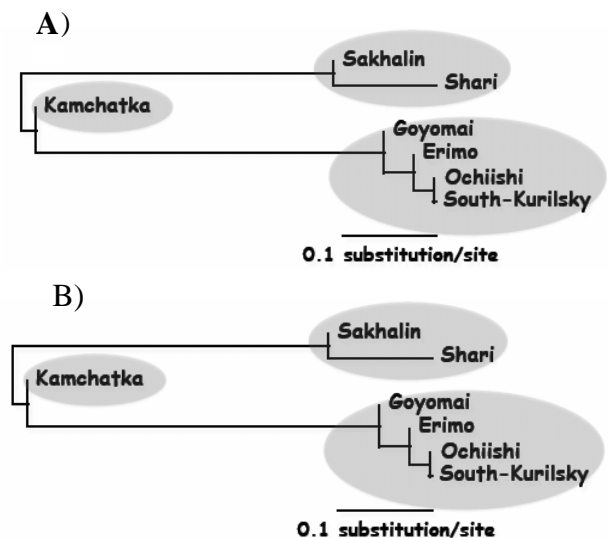 A)
Sakhalin
Shari
Kamchatka
Goyomai
Erimo
Ochiishi
South-Kurilsky
0.1 substitution/site
B)
Sakhalin
Shari
Kamchatka
Goyomai
Erimo
Ochiishi
South-Kurilsky
0.1 substitution/site